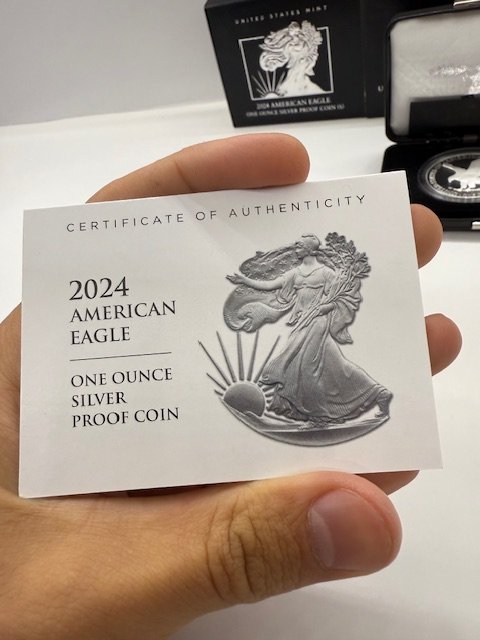 UNITED STATES MINT
2024 AMERICAN EAGLE
ONE OUNCE SILVER PROOF COIN
CERTIFICATE OF AUTHENTICITY
2024
AMERICAN
EAGLE
ONE OUNCE
SILVER
PROOF COIN